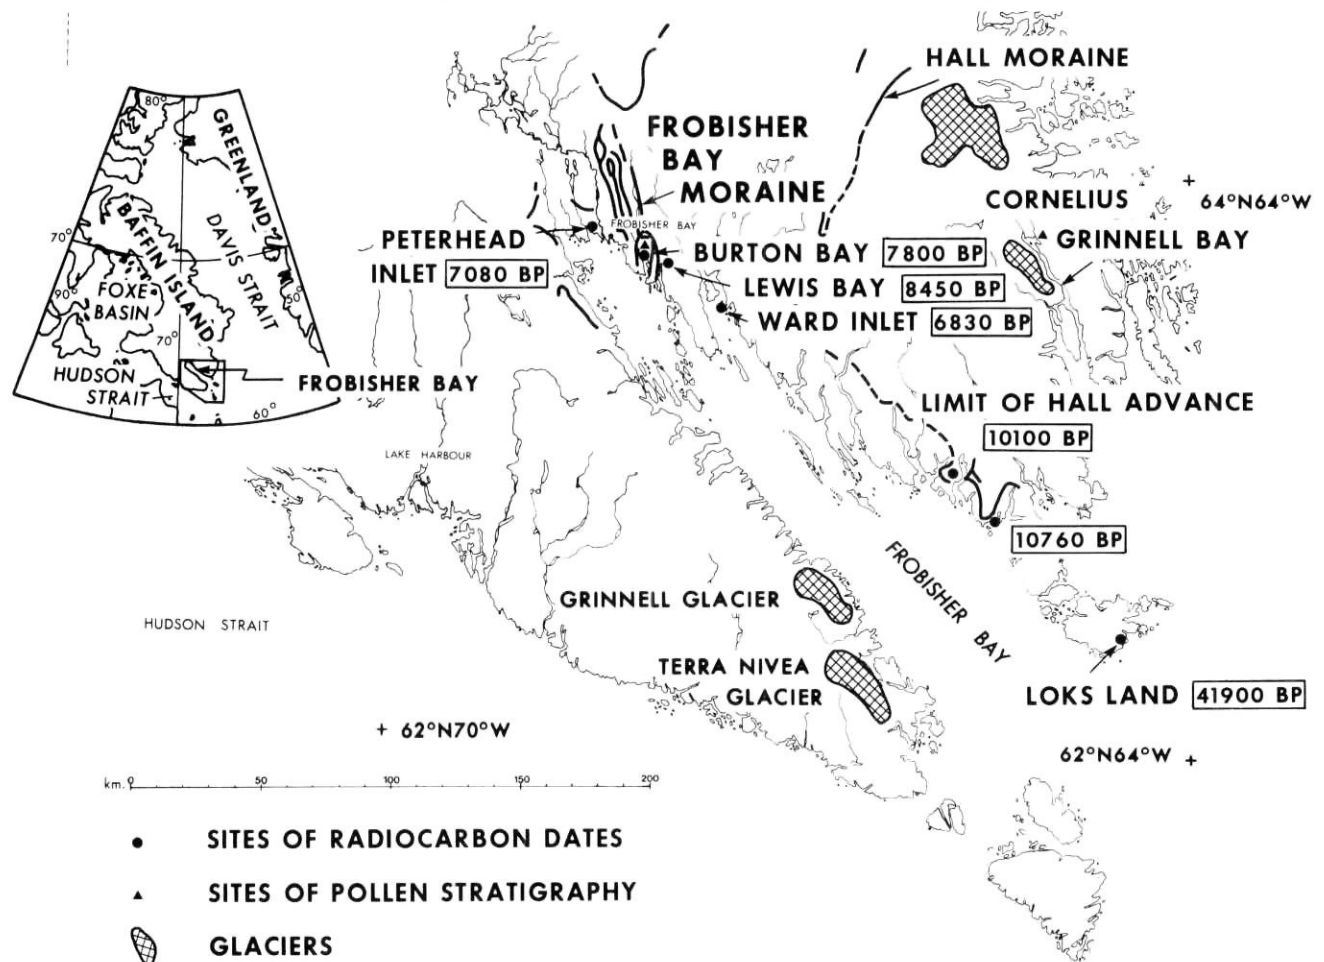 HALL MORAINE
FROBISHER
BAY
MORAINE
FROBISHER BAY
CORNELIUS
GRINNELL BAY
64°N64°W
PETERHEAD
INLET 7080 BP
BURTON BAY 7800 BP
LEWIS BAY 8450 BP
WARD INLET 6830 BP
LIMIT OF HALL ADVANCE
10100 BP
10760 BP
80°
GREENLAND
DAVIS STRAIT
BAFFIN ISLAND
70°
90°
FOXE
BASIN
50°
70°
HUDSON
STRAIT
60°
FROBISHER BAY
LAKE HARBOUR
HUDSON STRAIT
GRINNELL GLACIER
TERRA NIVEA
GLACIER
FROBISHER BAY
LOKS LAND 41900 BP
+ 62°N70°W
62°N64°W +
km. 0 50 100 150 200
SITES OF RADIOCARBON DATES
SITES OF POLLEN STRATIGRAPHY
GLACIERS